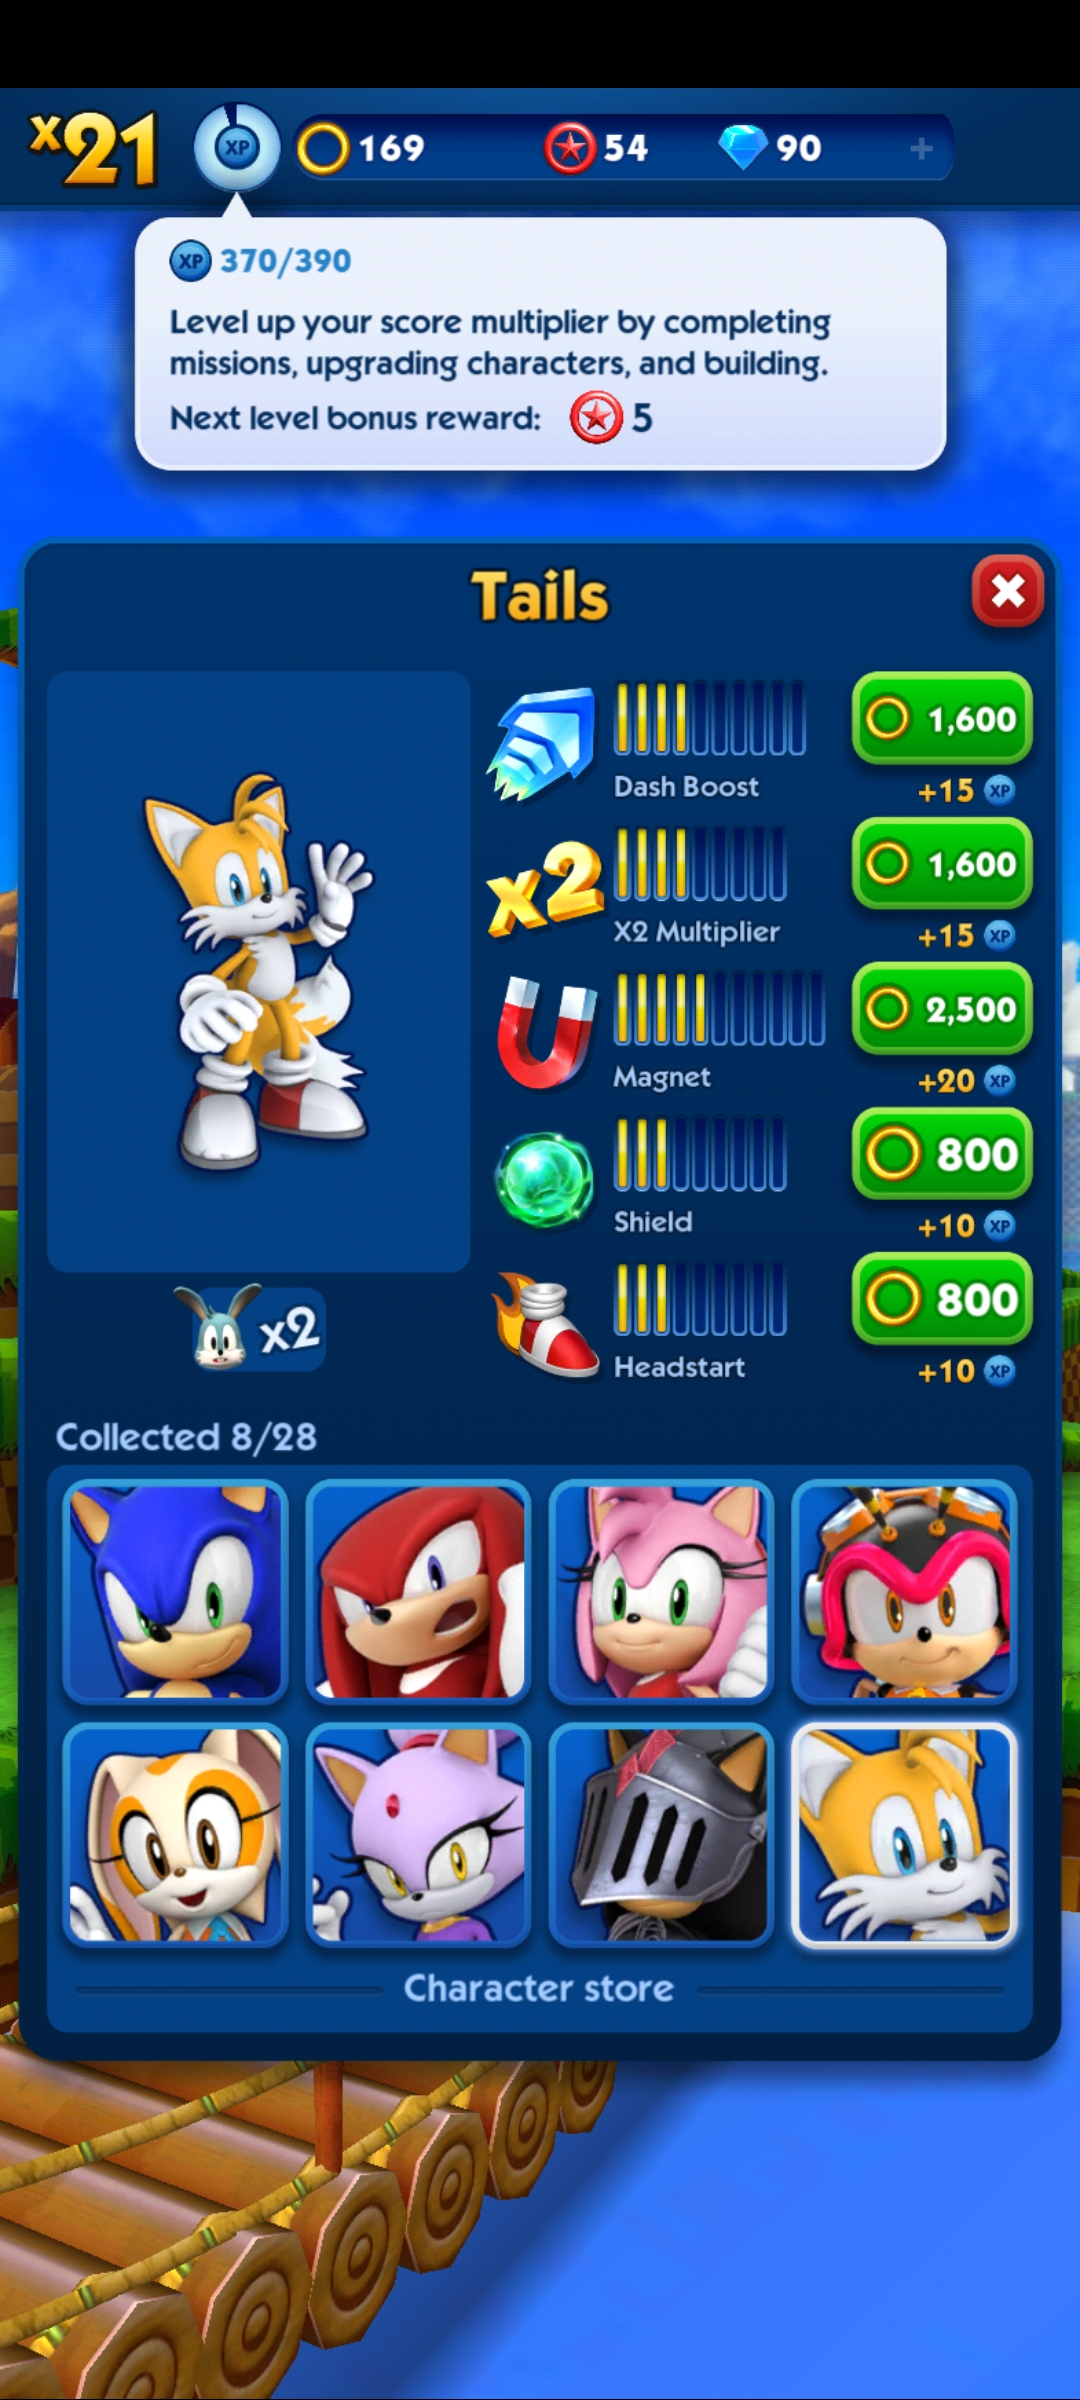 x21
XP
169
54
90
+
XP 370/390
Level up your score multiplier by completing
missions, upgrading characters, and building.
Next level bonus reward: 5
Tails
1,600
Dash Boost
+15 XP
x2
1,600
X2 Multiplier
+15 XP
2,500
Magnet
+20 XP
800
Shield
+10 XP
x2
800
Headstart
+10 XP
Collected 8/28
Character store